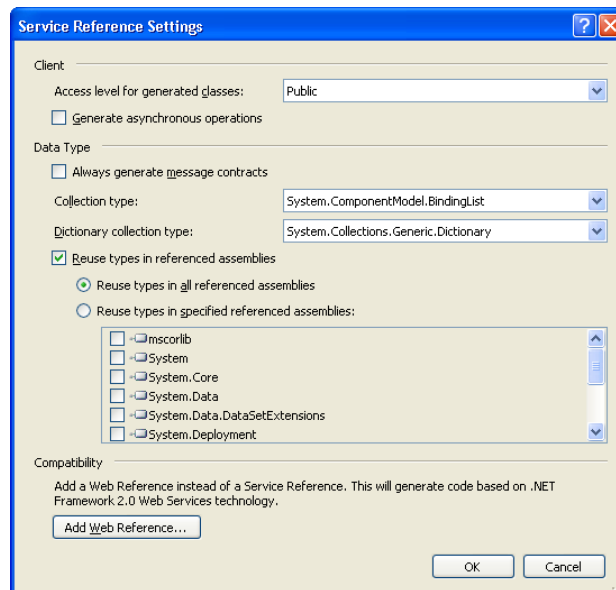 Service Reference Settings
Client
Access level for generated classes: Public
Generate asynchronous operations
Data Type
Always generate message contracts
Collection type: System.ComponentModel.BindingList
Dictionary collection type: System.Collections.Generic.Dictionary
Reuse types in referenced assemblies
Reuse types in all referenced assemblies
Reuse types in specified referenced assemblies:
mscorlib
System
System.Core
System.Data
System.Data.DataSetExtensions
System.Deployment
Compatibility
Add a Web Reference instead of a Service Reference. This will generate code based on .NET
Framework 2.0 Web Services technology.
Add Web Reference...
OK Cancel